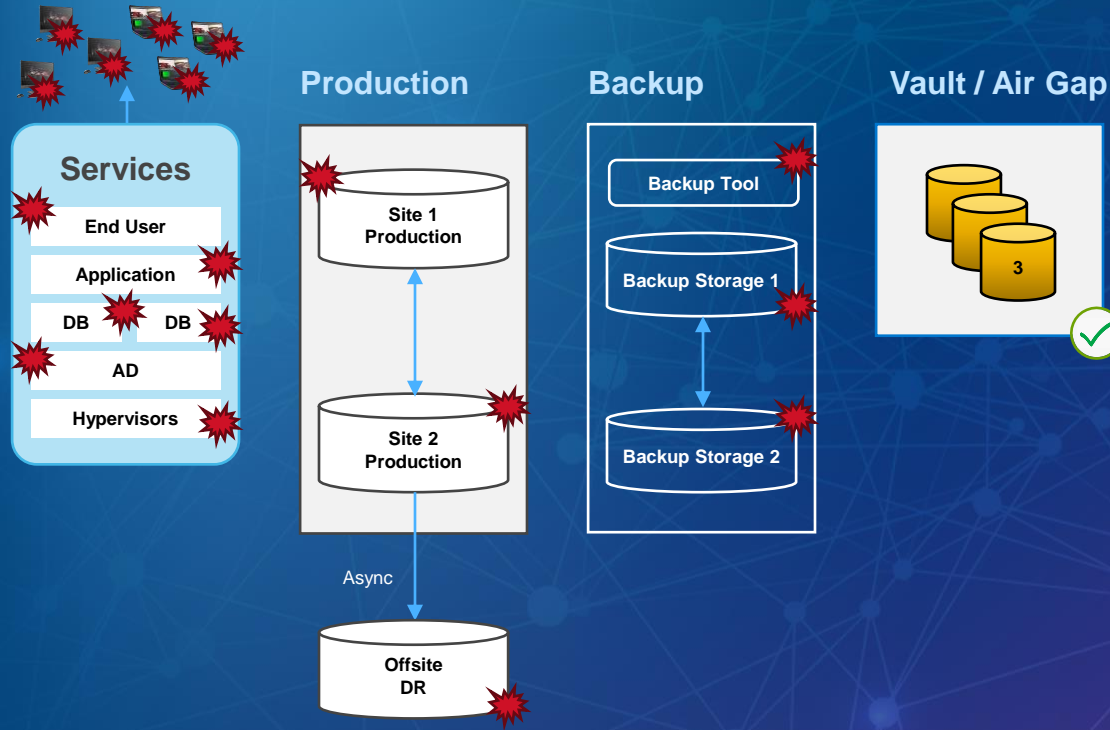 Production
Backup
Vault / Air Gap
Services
End User
Application
DB
DB
AD
Hypervisors
Site 1
Production
Site 2
Production
Async
Offsite
DR
Backup Tool
Backup Storage 1
Backup Storage 2
3